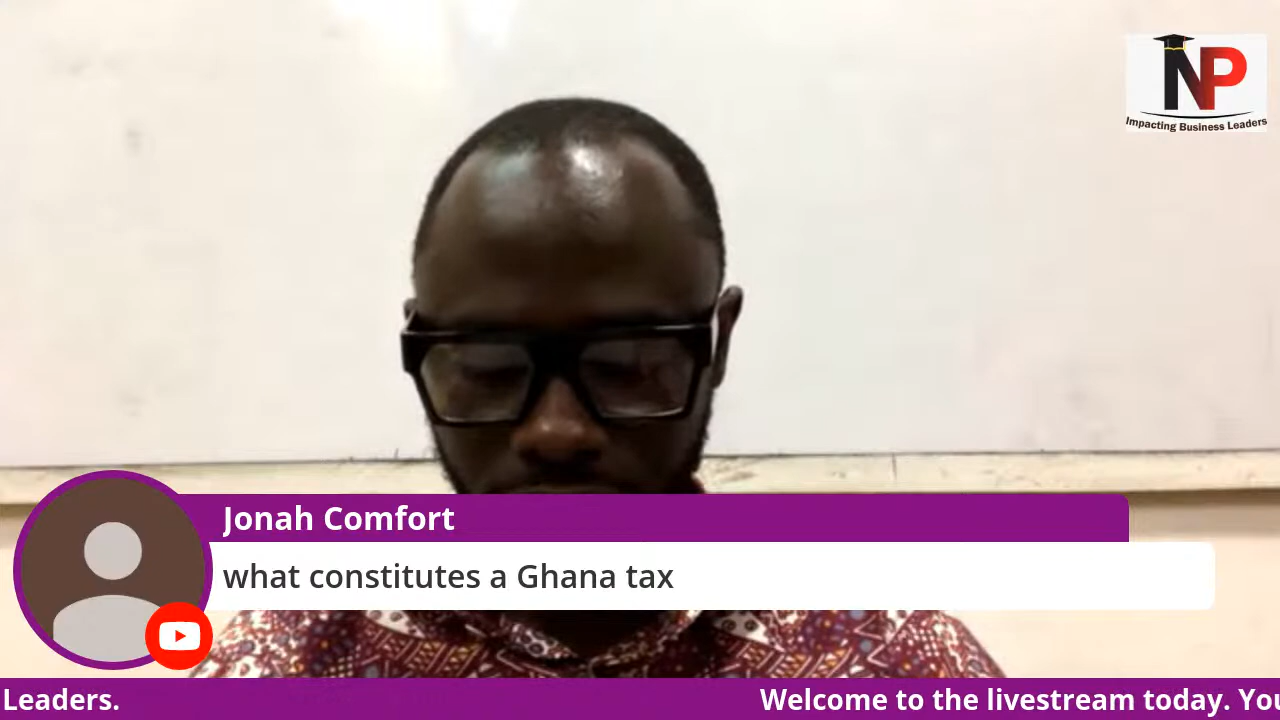 NP
Impacting Business Leaders
Jonah Comfort
what constitutes a Ghana tax
Leaders. Welcome to the livestream today. You